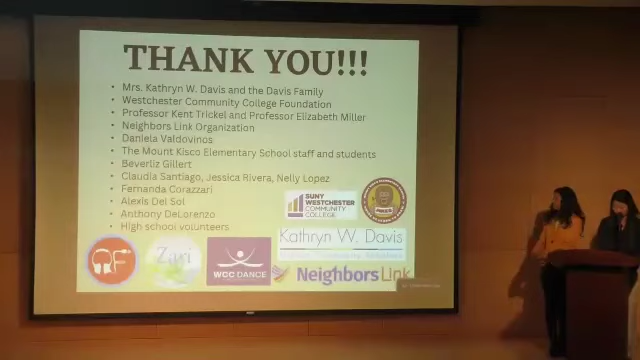 THANK YOU!!!
Mrs. Kathryn W. Davis and the Davis Family
Westchester Community College Foundation
Professor Kent Trickel and Professor Elizabeth Miller
Neighbors Link Organization
Daniela Valdovinos
The Mount Kisco Elementary School staff and students
Beverliz Gillert
Claudia Santiago, Jessica Rivera, Nelly Lopez
Fernanda Corazzari
Alexis Del Sol
Anthony DeLorenzo
High school volunteers
SUNY WESTCHESTER
COMMUNITY
COLLEGE
Kathryn W. Davis
Zari
WCC DANCE
NeighborsLink